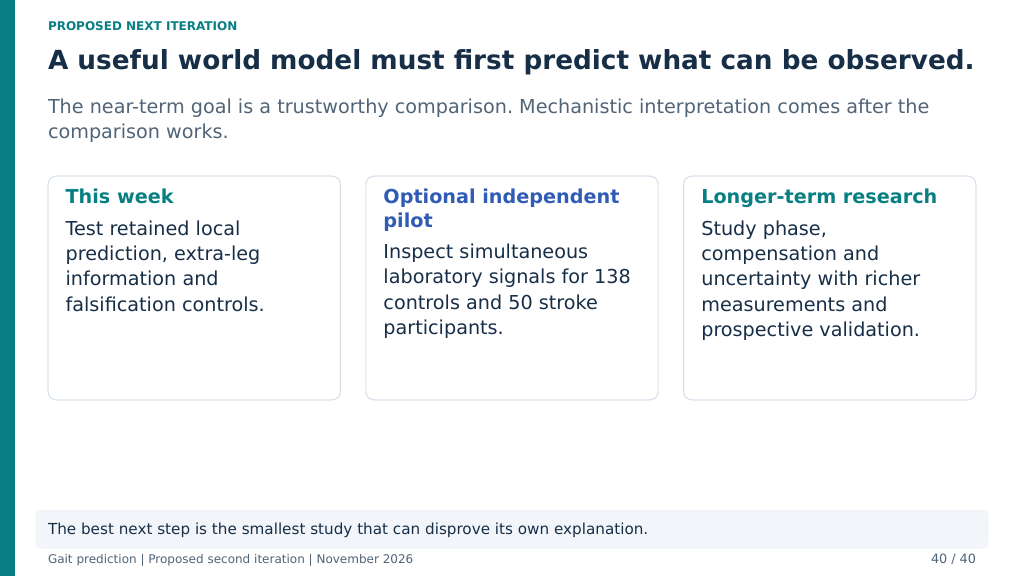 PROPOSED NEXT ITERATION
A useful world model must first predict what can be observed.
The near-term goal is a trustworthy comparison. Mechanistic interpretation comes after the
comparison works.
This week
Test retained local
prediction, extra-leg
information and
falsification controls.
Optional independent
pilot
Inspect simultaneous
laboratory signals for 138
controls and 50 stroke
participants.
Longer-term research
Study phase,
compensation and
uncertainty with richer
measurements and
prospective validation.
The best next step is the smallest study that can disprove its own explanation.
Gait prediction | Proposed second iteration | November 2026
40 / 40